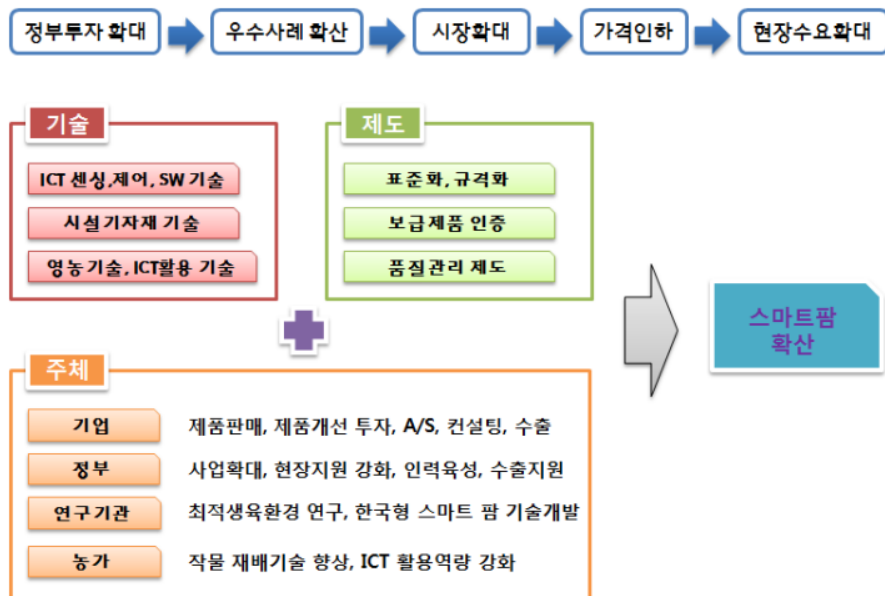 정부투자 확대
우수사례 확산
시장확대
가격인하
현장수요확대
기술
ICT 센싱,제어, SW 기술
시설기자재 기술
영농기술, ICT활용 기술
제도
표준화, 규격화
보급제품 인증
품질관리 제도
주체
기업
제품판매, 제품개선 투자, A/S, 컨설팅, 수출
정부
사업확대, 현장지원 강화, 인력육성, 수출지원
연구기관
최적생육환경 연구, 한국형 스마트 팜 기술개발
농가
작물 재배기술 향상, ICT 활용역량 강화
스마트팜
확산